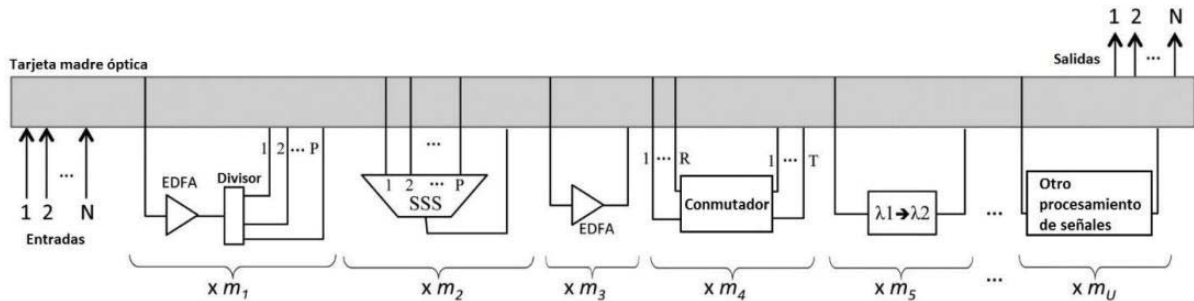 1 2 ... N
Salidas
Tarjeta madre óptica
1 2 ... N
Entradas
EDFA
Divisor
1 2 ... P
x m1
...
1 2 ... P
SSS
x m2
EDFA
x m3
1 ... R
1 ... T
Conmutador
x m4
λ1➔λ2
x m5
...
...
Otro
procesamiento
de señales
x mU